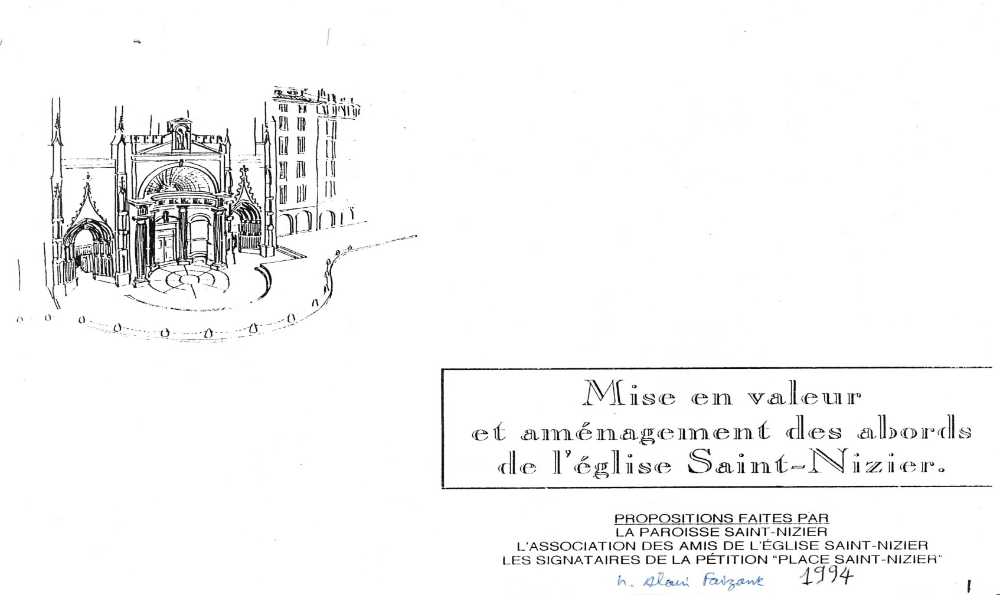 Mise en valeur
et aménagement des abords
de l'église Saint-Nizier.
PROPOSITIONS FAITES PAR
LA PAROISSE SAINT-NIZIER
L'ASSOCIATION DES AMIS DE L'ÉGLISE SAINT-NIZIER
LES SIGNATAIRES DE LA PÉTITION "PLACE SAINT-NIZIER"
Alain 1994
1